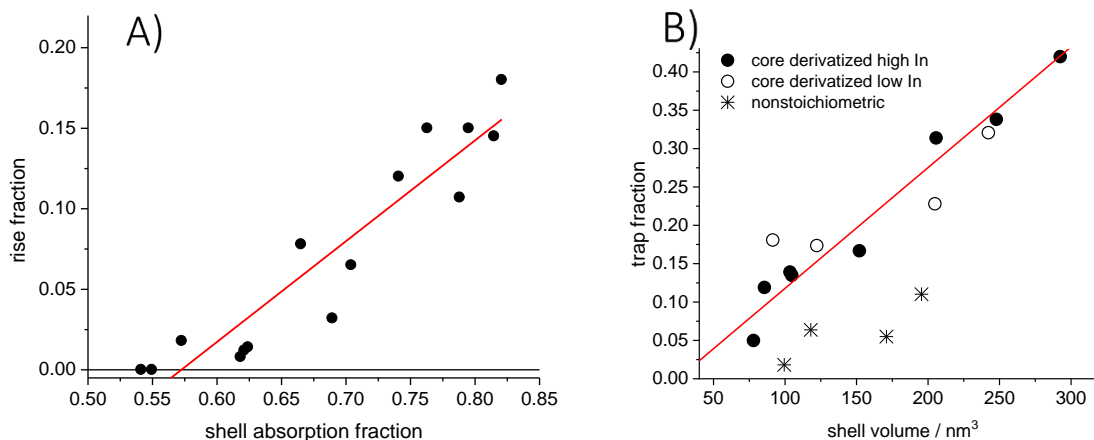 A)
rise fraction
0.20
0.15
0.10
0.05
0.00
0.50 0.55 0.60 0.65 0.70 0.75 0.80 0.85
shell absorption fraction
B)
core derivatized high In
core derivatized low In
nonstoichiometric
trap fraction
0.40
0.35
0.30
0.25
0.20
0.15
0.10
0.05
0.00
50 100 150 200 250 300
shell volume / nm³